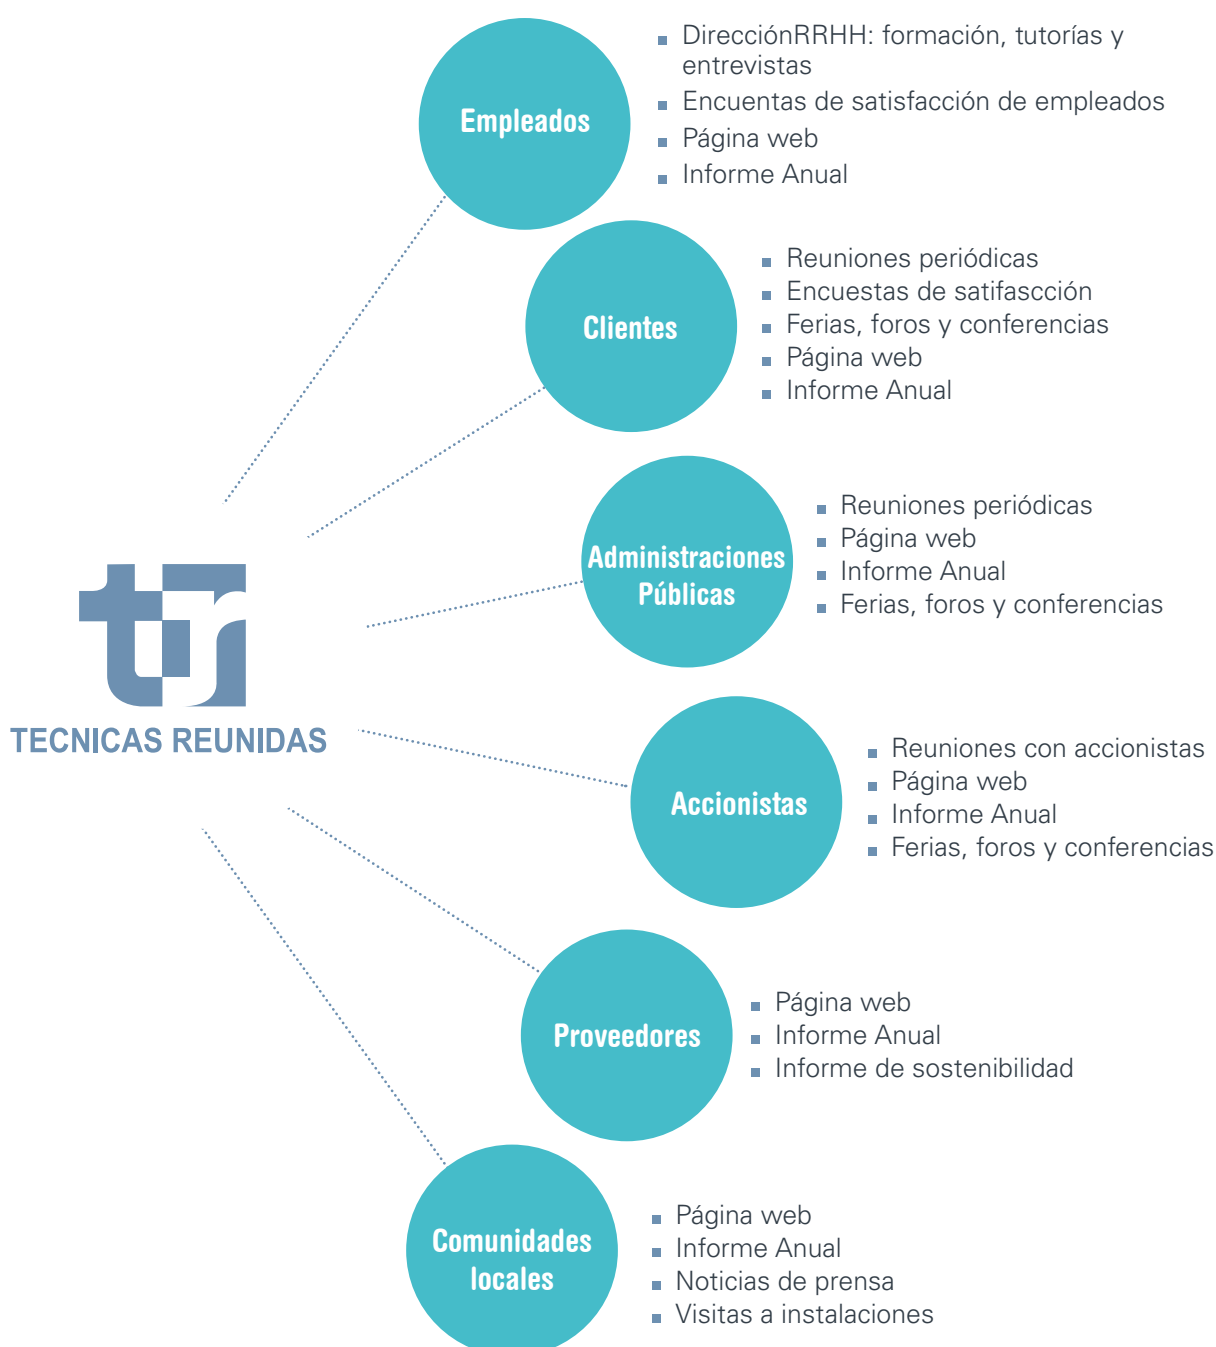 Empleados
DirecciónRRHH: formación, tutorías y
entrevistas
Encuentas de satisfacción de empleados
Página web
Informe Anual
Clientes
Reuniones periódicas
Encuestas de satifascción
Ferias, foros y conferencias
Página web
Informe Anual
Administraciones
Públicas
Reuniones periódicas
Página web
Informe Anual
Ferias, foros y conferencias
tr
TECNICAS REUNIDAS
Accionistas
Reuniones con accionistas
Página web
Informe Anual
Ferias, foros y conferencias
Proveedores
Página web
Informe Anual
Informe de sostenibilidad
Comunidades
locales
Página web
Informe Anual
Noticias de prensa
Visitas a instalaciones